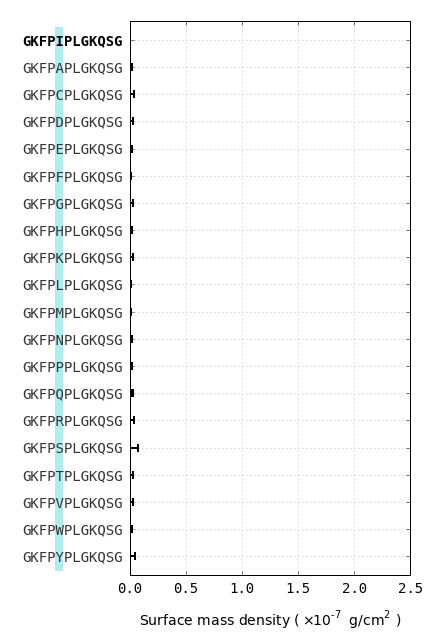 GKFPIPLGKQSG
GKFPAPLGKQSG
GKFPCPLGKQSG
GKFPDPLGKQSG
GKFPEPLGKQSG
GKFPFPLGKQSG
GKFPGPLGKQSG
GKFPHPLGKQSG
GKFPKPLGKQSG
GKFPLPLGKQSG
GKFPMPLGKQSG
GKFPNPLGKQSG
GKFPPPLGKQSG
GKFPQPLGKQSG
GKFPRPLGKQSG
GKFPSPLGKQSG
GKFPTPLGKQSG
GKFPVPLGKQSG
GKFPWPLGKQSG
GKFPYPLGKQSG
0.0 0.5 1.0 1.5 2.0 2.5
Surface mass density ( ×10⁻⁷ g/cm² )